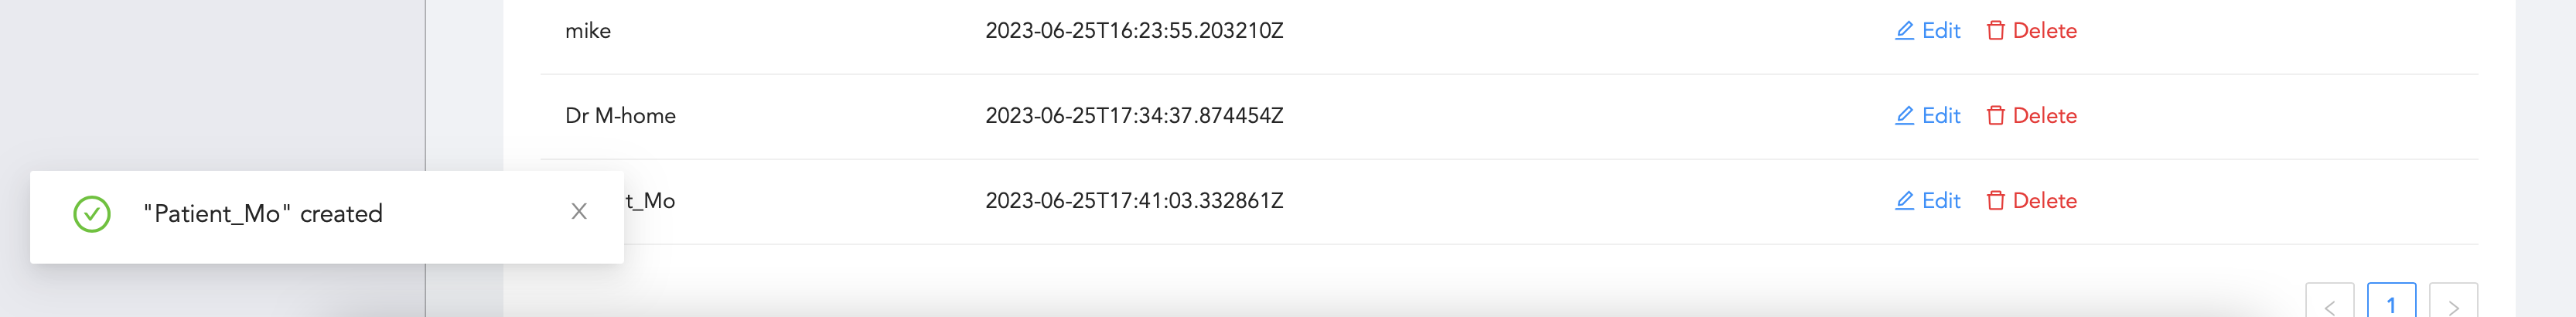 mike 2023-06-25T16:23:55.203210Z Edit Delete
Dr M-home 2023-06-25T17:34:37.874454Z Edit Delete
"Patient_Mo" created X t_Mo 2023-06-25T17:41:03.332861Z Edit Delete
< 1 >